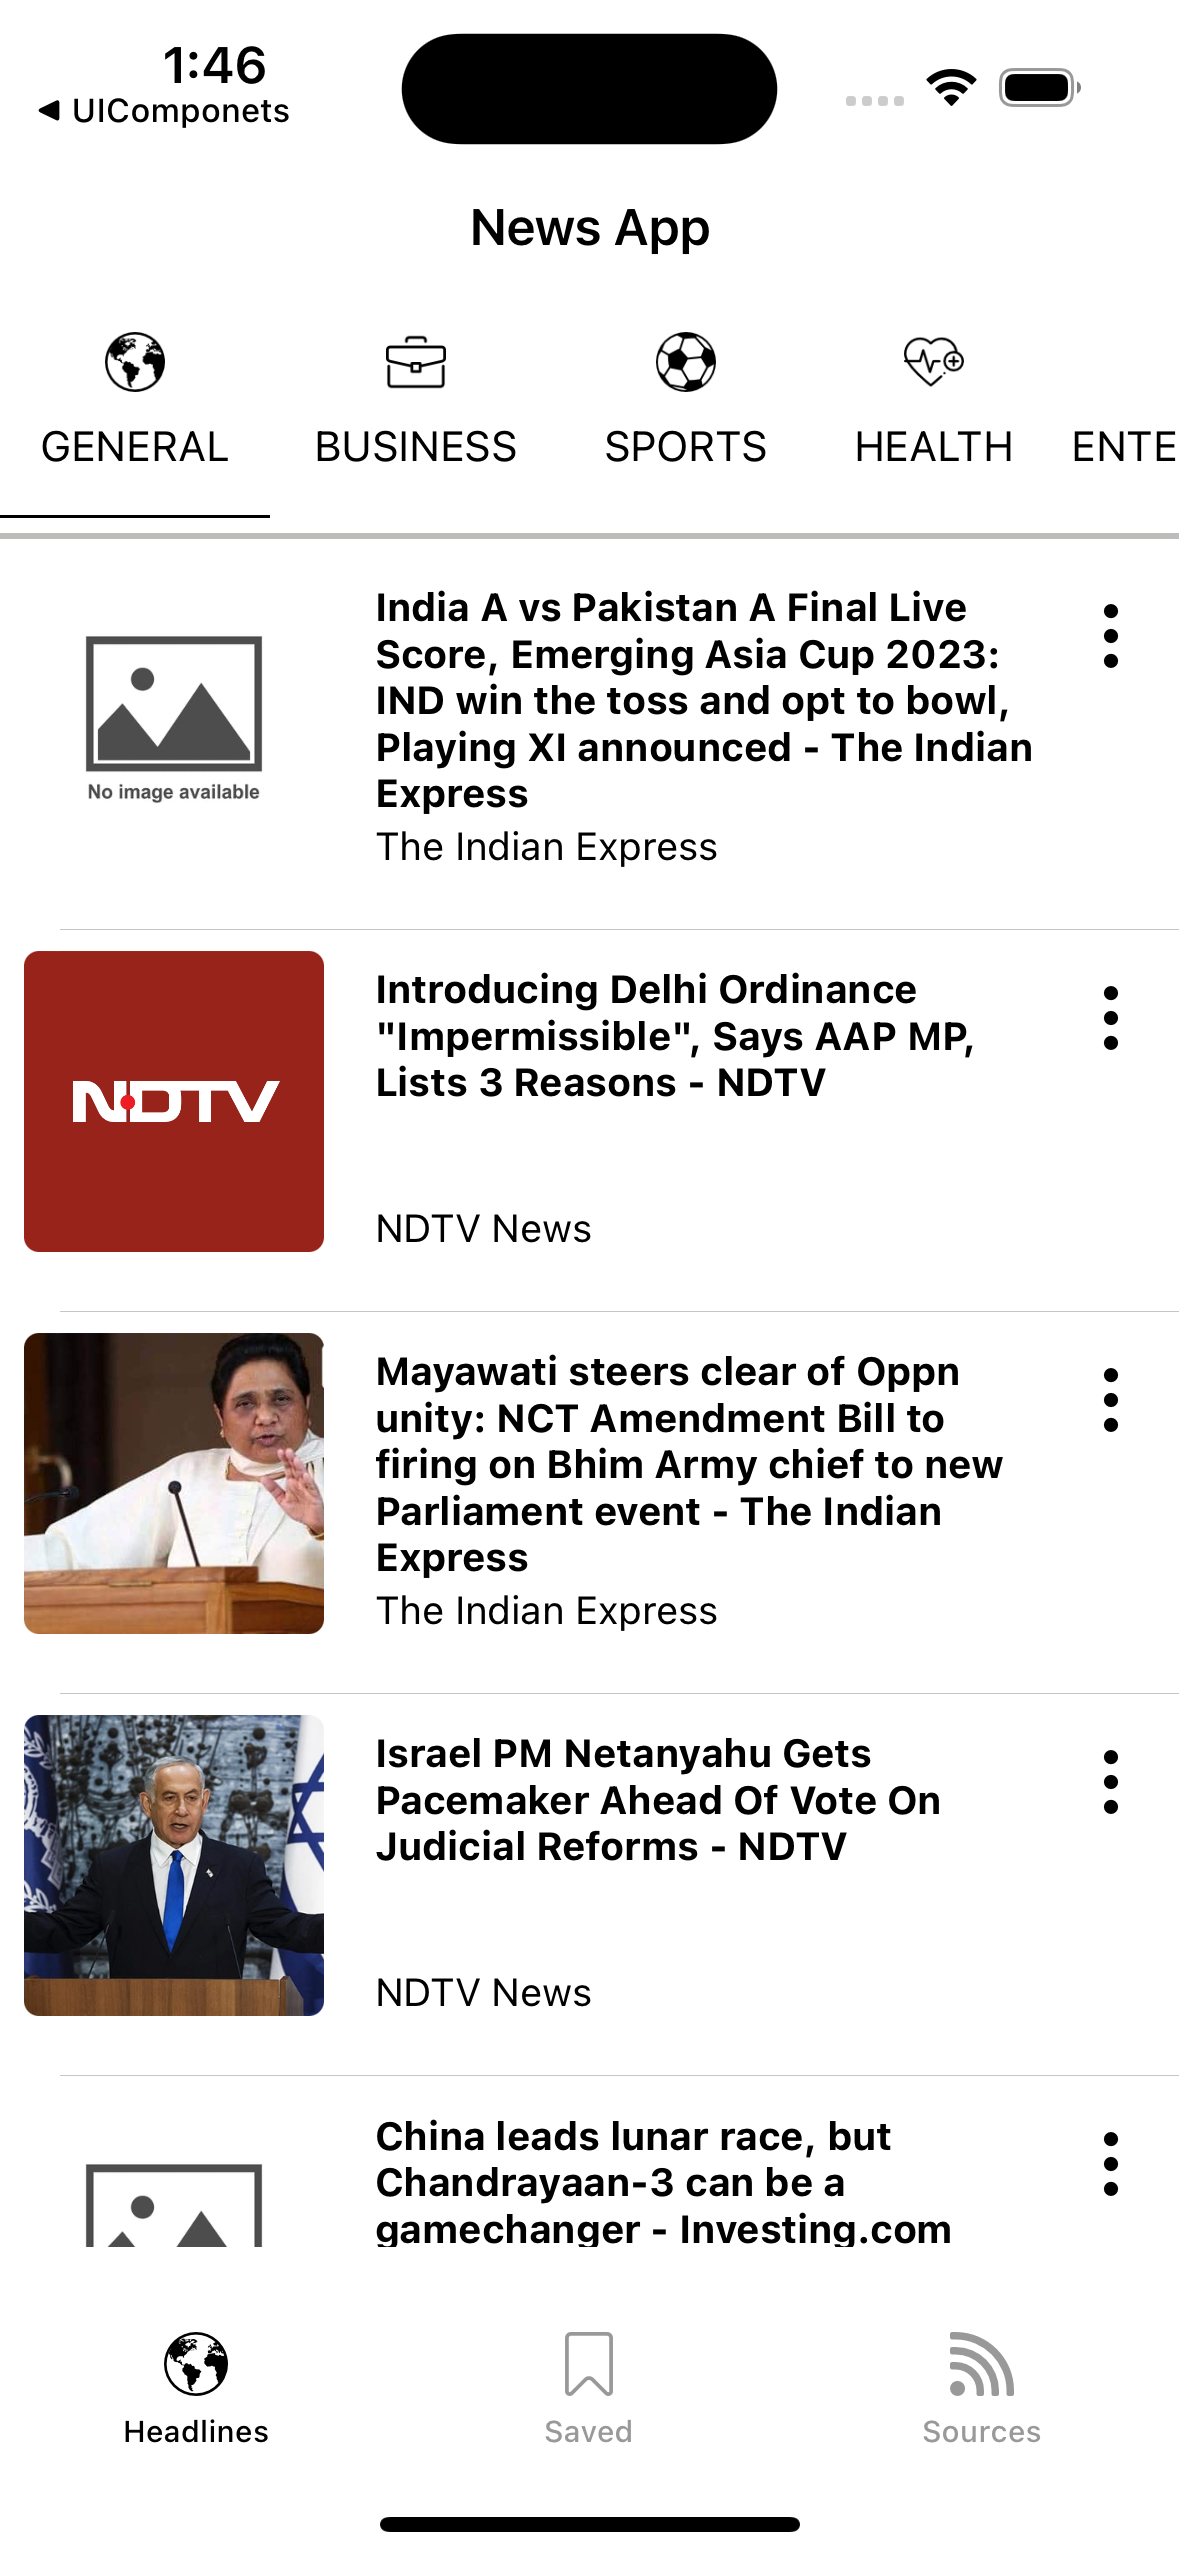 1:46
UIComponets
News App
GENERAL BUSINESS SPORTS HEALTH ENTE
India A vs Pakistan A Final Live
Score, Emerging Asia Cup 2023:
IND win the toss and opt to bowl,
Playing XI announced - The Indian
Express
The Indian Express
No image available
NDTV
Introducing Delhi Ordinance
"Impermissible", Says AAP MP,
Lists 3 Reasons - NDTV
NDTV News
Mayawati steers clear of Oppn
unity: NCT Amendment Bill to
firing on Bhim Army chief to new
Parliament event - The Indian
Express
The Indian Express
Israel PM Netanyahu Gets
Pacemaker Ahead Of Vote On
Judicial Reforms - NDTV
NDTV News
China leads lunar race, but
Chandrayaan-3 can be a
gamechanger - Investing.com
Headlines Saved Sources